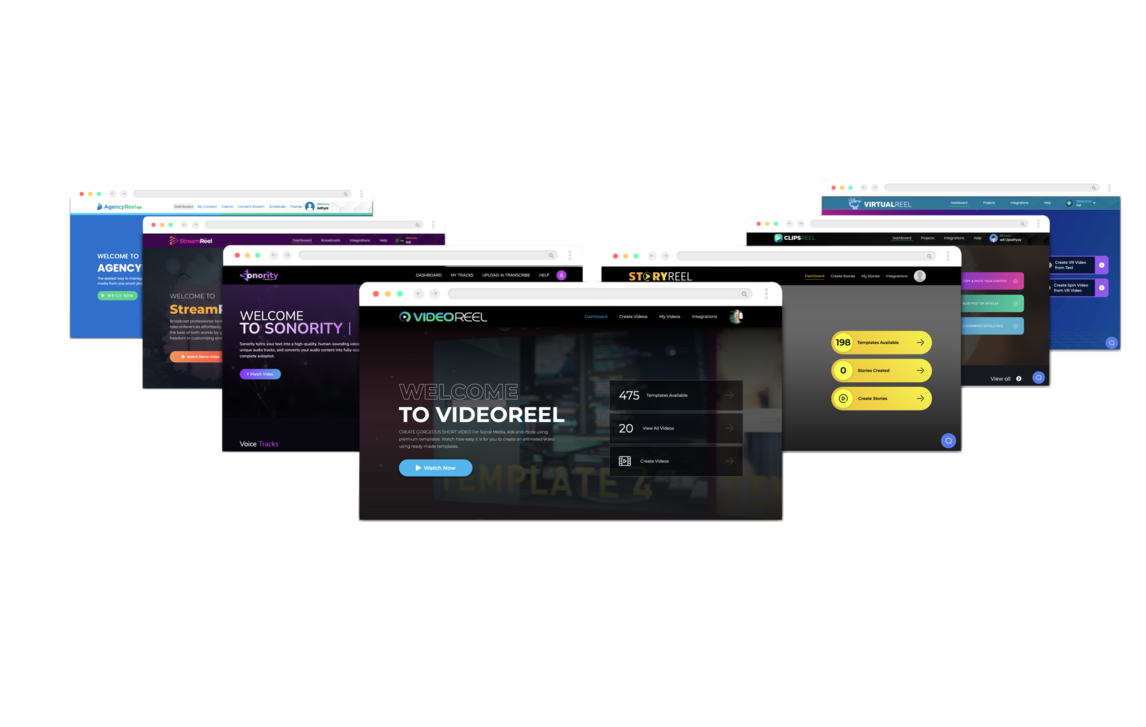 AgencyReel
Dashboard My Content Clients Content Stream Schedules Trends
aditya
WELCOME TO
AGENCY
WATCH NOW
StreamReel
Dashboard Broadcasts Integrations Help
WELCOME TO
StreamR
Watch Demo Video
Sonority
DASHBOARD MY TRACKS UPLOAD-N TRANSCRIBE HELP
WELCOME
TO SONORITY |
Sonority turns your text into a high-quality, human-sounding voice
unique audio tracks, and converts your audio content into fully-
complete autopilot.
Watch Video
Voice Tracks
VIDEOREEL
Dashboard Create Videos My Videos Integrations
WELCOME
TO VIDEOREEL
CREATE GORGEOUS SHORT VIDEO For Social Media, Ads and more using
premium templates. Watch how easy it is for you to create an animated video
using ready-made templates.
Watch Now
475 Templates Available
20 View All Videos
Create Videos
TEMPLATE 4
STORYREEL
Dashboard Create Stories My Stories Integrations
198 Templates Available
0 Stories Created
Create Stories
CLIPSREEL
Dashboard Projects Integrations Help
View all
VIRTUALREEL
Dashboard Projects Integrations Help
Create VR Video
from Text
Create Spin Video
from VR Video